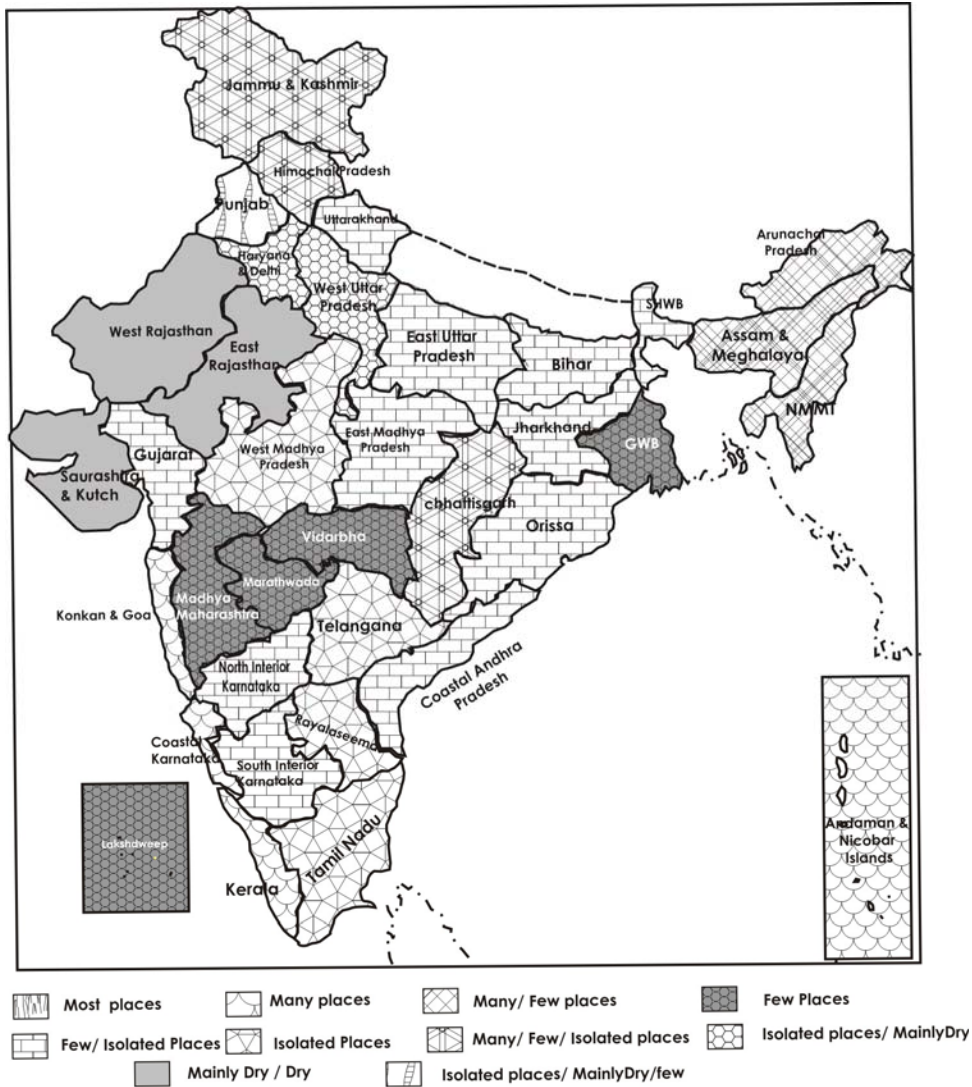 Jammu & Kashmir
Himachal Pradesh
Punjab
Uttarakhand
Arunachal
Pradesh
Haryana
& Delhi
West Uttar
Pradesh
SHWB
West Rajasthan
East
Rajasthan
East Uttar
Pradesh
Assam &
Meghalaya
Bihar
NMMT
Jharkhand
GWB
East Madhya
Pradesh
West Madhya
Pradesh
Gujarat
Saurashtra
& Kutch
chhattisgarh
Orissa
Vidarbha
Marathwada
Madhya
Maharashtra
Konkan & Goa
Telangana
North Interior
Karnataka
Coastal Andhra
Pradesh
Rayalaseema
Coastal
Karnataka
South Interior
Karnataka
Lakshdweep
Tamil Nadu
Kerala
Andaman &
Nicobar
Islands
Most places
Many places
Many/ Few places
Few Places
Few/ Isolated Places
Isolated Places
Many/ Few/ Isolated places
Isolated places/ MainlyDry
Mainly Dry / Dry
Isolated places/ MainlyDry/few